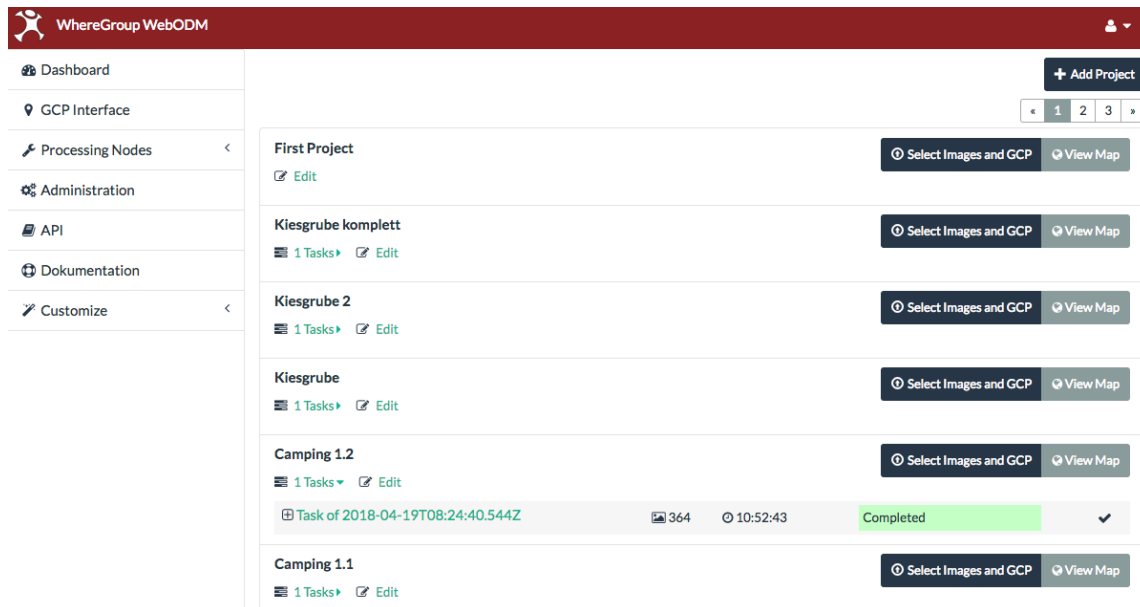 WhereGroup WebODM
Dashboard
GCP Interface
Processing Nodes
Administration
API
Dokumentation
Customize
+ Add Project
« 1 2 3 »
First Project
Select Images and GCP View Map
Edit
Kiesgrube komplett
Select Images and GCP View Map
1 Tasks Edit
Kiesgrube 2
Select Images and GCP View Map
1 Tasks Edit
Kiesgrube
Select Images and GCP View Map
1 Tasks Edit
Camping 1.2
Select Images and GCP View Map
1 Tasks Edit
Task of 2018-04-19T08:24:40.544Z 364 10:52:43 Completed
Camping 1.1
Select Images and GCP View Map
1 Tasks Edit